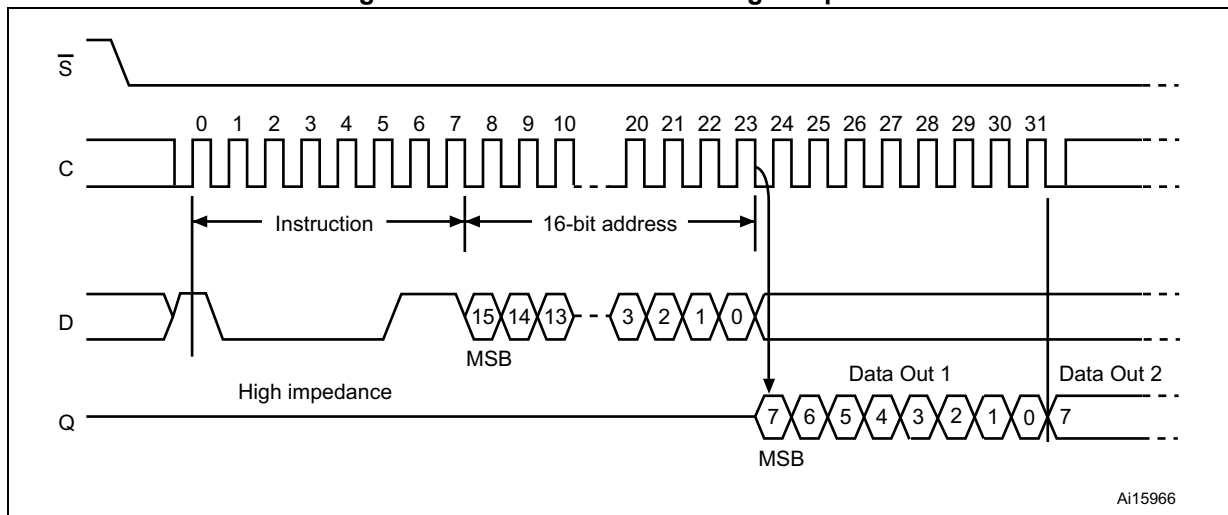 S
0 1 2 3 4 5 6 7 8 9 10 20 21 22 23 24 25 26 27 28 29 30 31
C
Instruction 16-bit address
D 15 14 13 3 2 1 0
MSB
High impedance Data Out 1 Data Out 2
Q 7 6 5 4 3 2 1 0 7
MSB
Ai15966